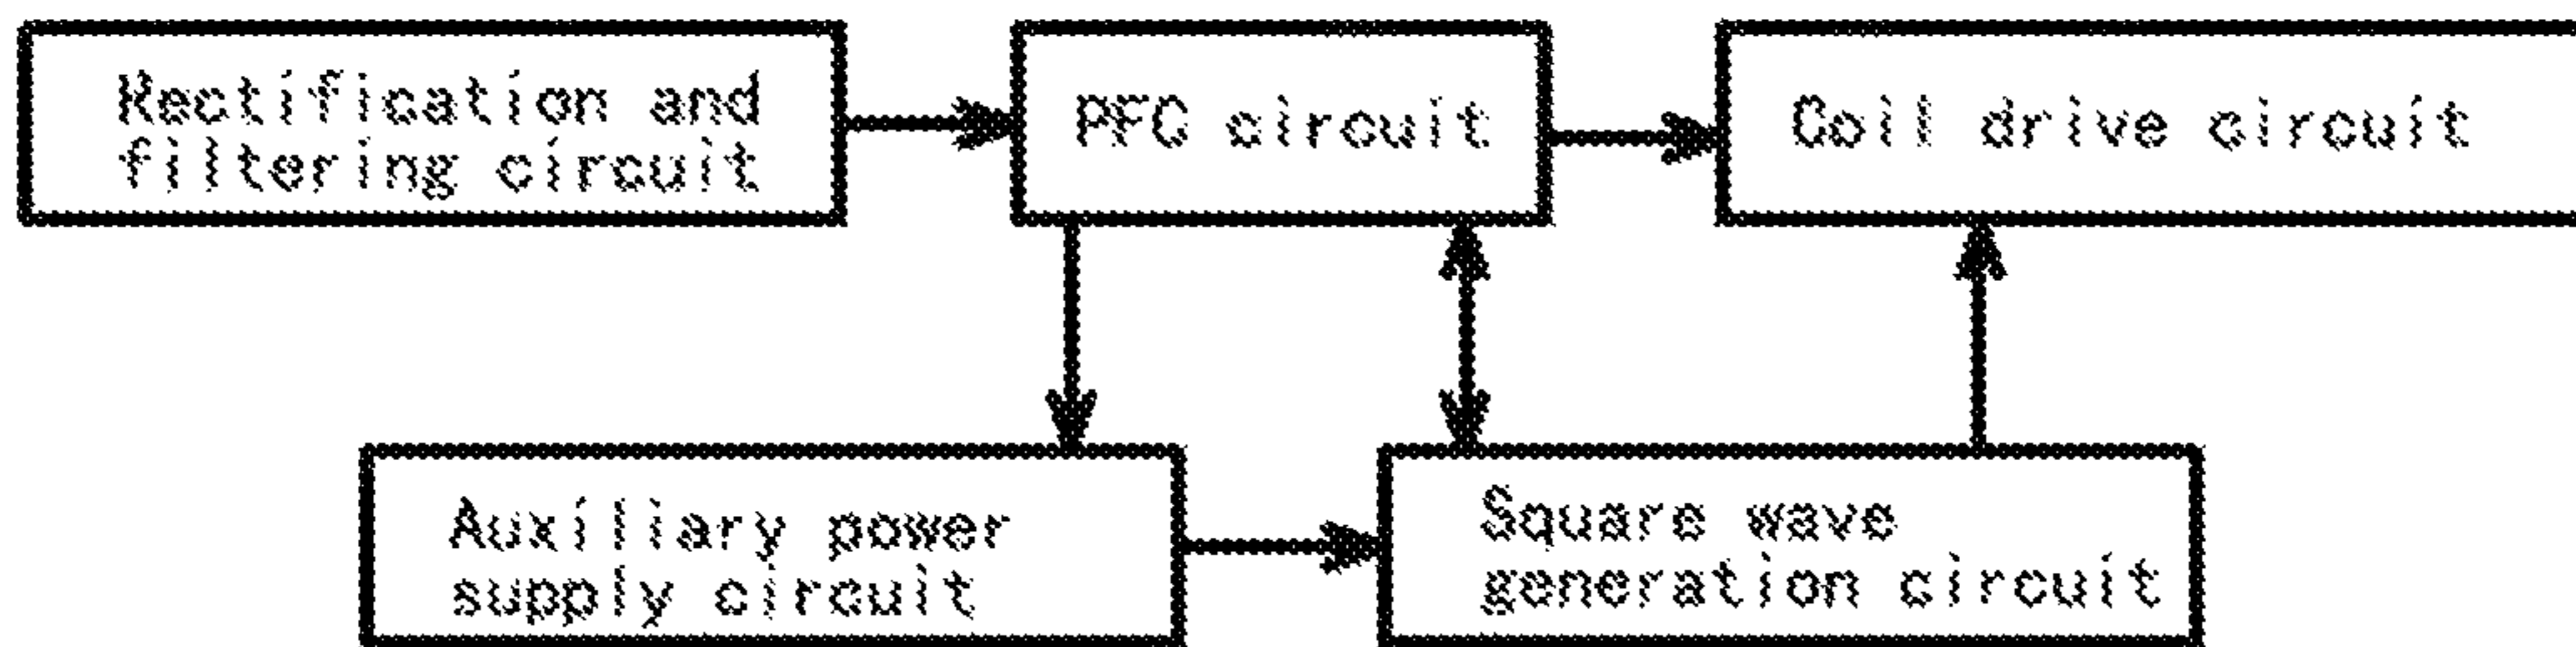 Rectification and
filtering circuit
PFC circuit
Coil drive circuit
Auxiliary power
supply circuit
Square wave
generation circuit